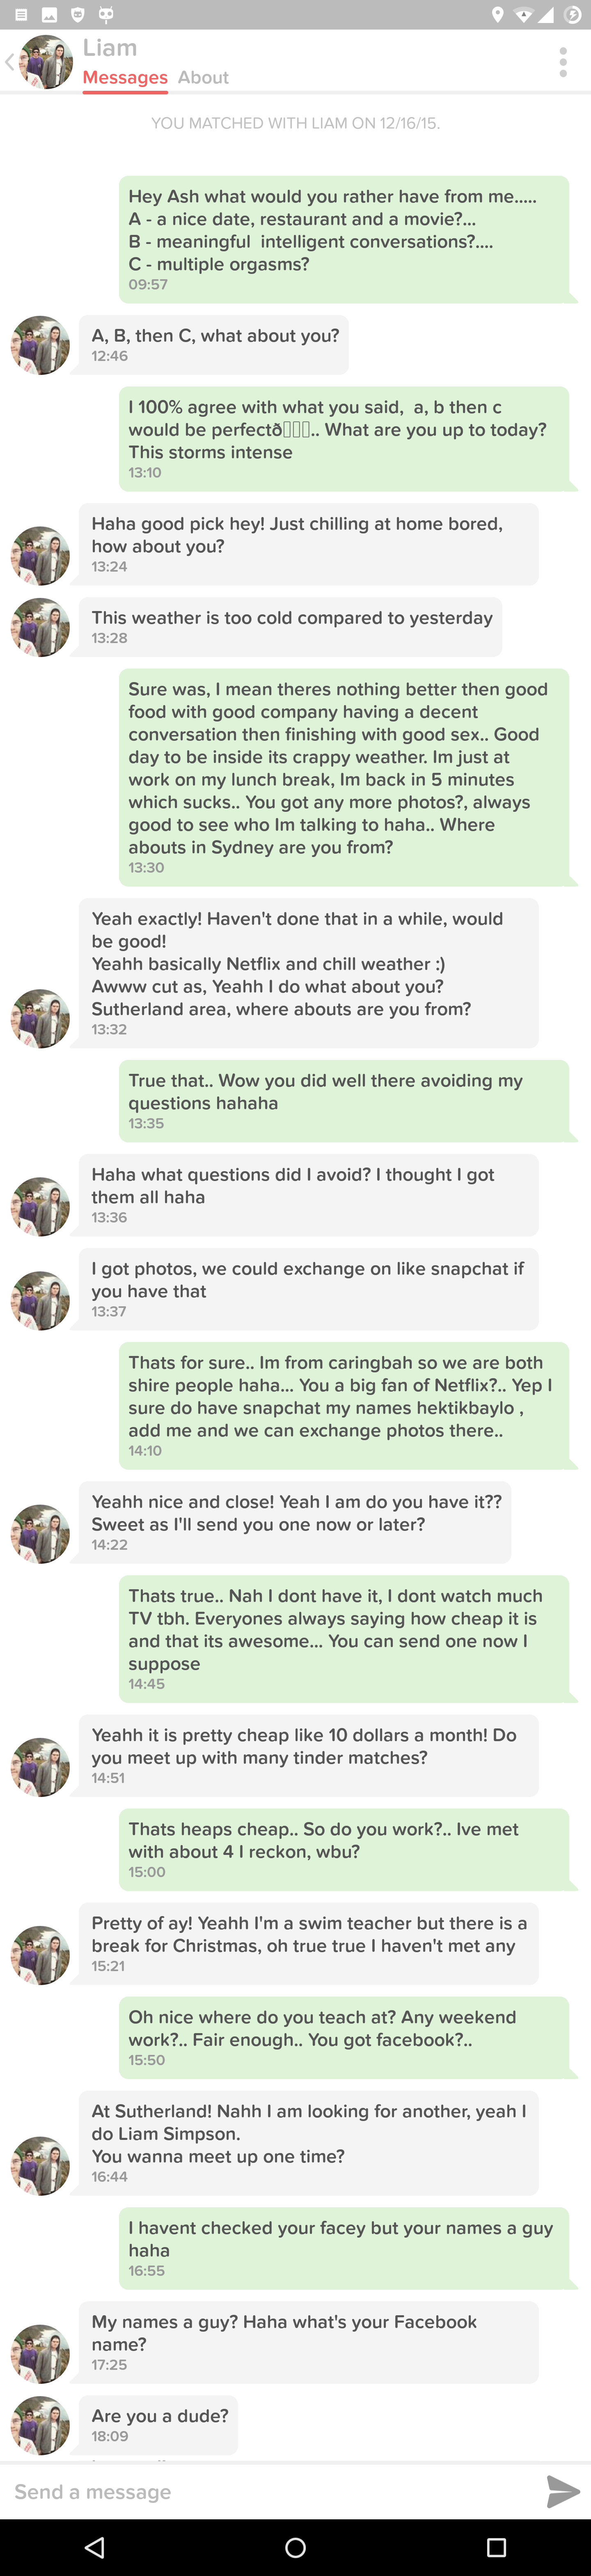 Liam
Messages About
YOU MATCHED WITH LIAM ON 12/16/15.
Hey Ash what would you rather have from me.....
A - a nice date, restaurant and a movie?...
B - meaningful  intelligent conversations?....
C - multiple orgasms?
09:57
A, B, then C, what about you?
12:46
I 100% agree with what you said,  a, b then c
would be perfectð▯▯▯.. What are you up to today?
This storms intense
13:10
Haha good pick hey! Just chilling at home bored,
how about you?
13:24
This weather is too cold compared to yesterday
13:28
Sure was, I mean theres nothing better then good
food with good company having a decent
conversation then finishing with good sex.. Good
day to be inside its crappy weather. Im just at
work on my lunch break, Im back in 5 minutes
which sucks.. You got any more photos?, always
good to see who Im talking to haha.. Where
abouts in Sydney are you from?
13:30
Yeah exactly! Haven't done that in a while, would
be good!
Yeahh basically Netflix and chill weather :)
Awww cut as, Yeahh I do what about you?
Sutherland area, where abouts are you from?
13:32
True that.. Wow you did well there avoiding my
questions hahaha
13:35
Haha what questions did I avoid? I thought I got
them all haha
13:36
I got photos, we could exchange on like snapchat if
you have that
13:37
Thats for sure.. Im from caringbah so we are both
shire people haha... You a big fan of Netflix?.. Yep I
sure do have snapchat my names hektikbaylo ,
add me and we can exchange photos there..
14:10
Yeahh nice and close! Yeah I am do you have it??
Sweet as I'll send you one now or later?
14:22
Thats true.. Nah I dont have it, I dont watch much
TV tbh. Everyones always saying how cheap it is
and that its awesome... You can send one now I
suppose
14:45
Yeahh it is pretty cheap like 10 dollars a month! Do
you meet up with many tinder matches?
14:51
Thats heaps cheap.. So do you work?.. Ive met
with about 4 I reckon, wbu?
15:00
Pretty of ay! Yeahh I'm a swim teacher but there is a
break for Christmas, oh true true I haven't met any
15:21
Oh nice where do you teach at? Any weekend
work?.. Fair enough.. You got facebook?..
15:50
At Sutherland! Nahh I am looking for another, yeah I
do Liam Simpson.
You wanna meet up one time?
16:44
I havent checked your facey but your names a guy
haha
16:55
My names a guy? Haha what's your Facebook
name?
17:25
Are you a dude?
18:09
Send a message